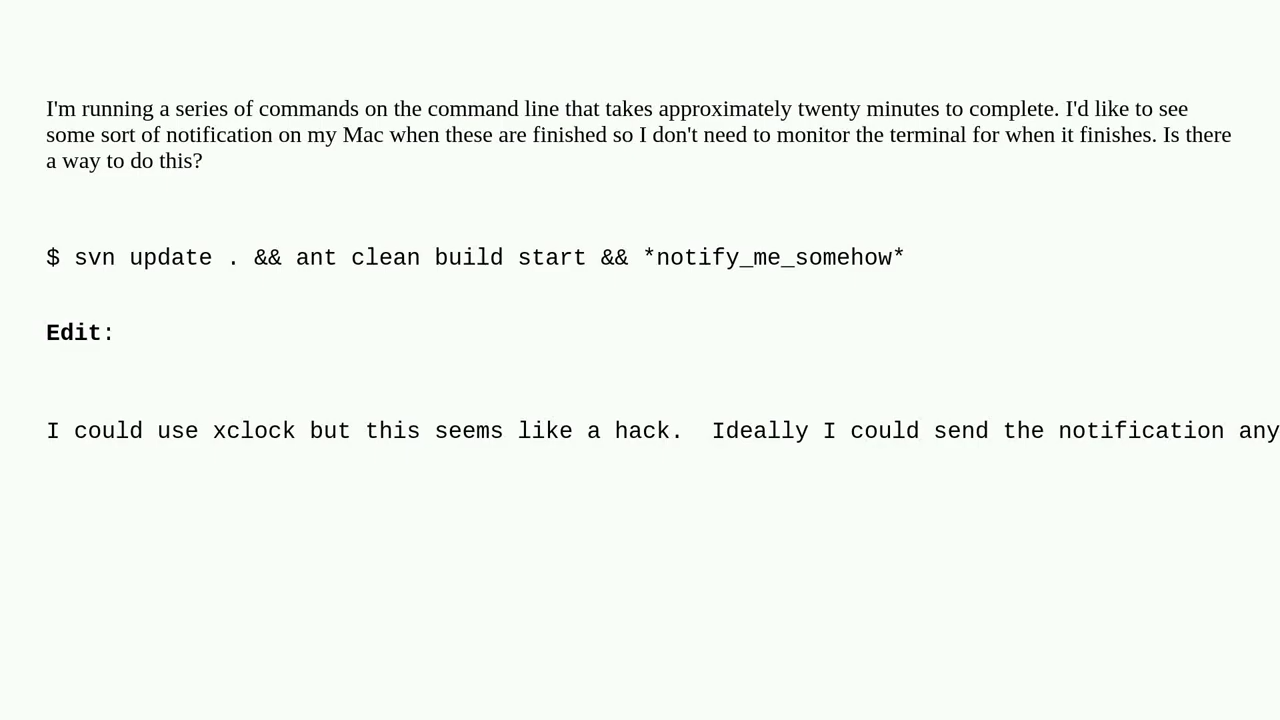 I'm running a series of commands on the command line that takes approximately twenty minutes to complete. I'd like to see
some sort of notification on my Mac when these are finished so I don't need to monitor the terminal for when it finishes. Is there
a way to do this?
$ svn update . && ant clean build start && *notify_me_somehow*
Edit:
I could use xclock but this seems like a hack.  Ideally I could send the notification any